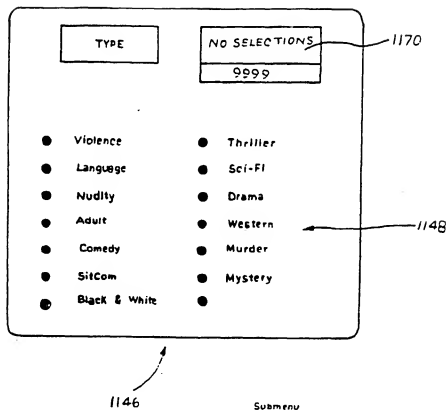 TYPE
NO SELECTIONS
1170
9999
Violence
Language
Nudity
Adult
Comedy
SitCom
Black & White
Thriller
Sci-Fi
Drama
Western
Murder
Mystery
1148
1146
Submenu